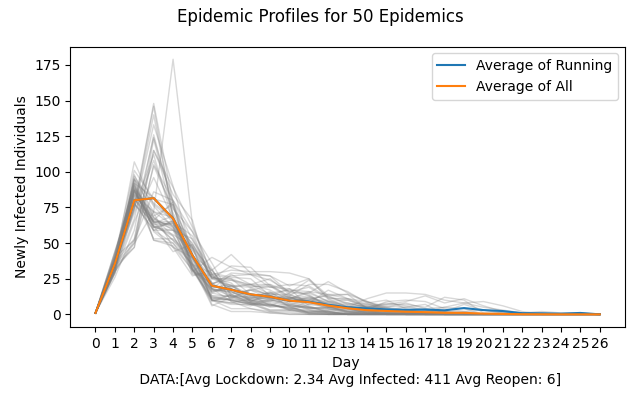 Epidemic Profiles for 50 Epidemics
Average of Running
Average of All
Newly Infected Individuals
175
150
125
100
75
50
25
0
0 1 2 3 4 5 6 7 8 9 10 11 12 13 14 15 16 17 18 19 20 21 22 23 24 25 26
Day
DATA:[Avg Lockdown: 2.34 Avg Infected: 411 Avg Reopen: 6]